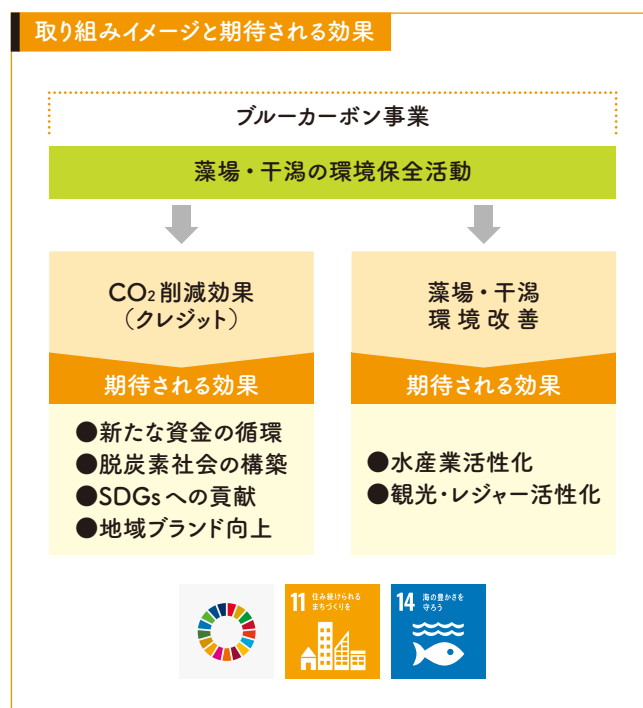 取り組みイメージと期待される効果
ブルーカーボン事業
藻場・干潟の環境保全活動
CO₂削減効果
（クレジット）
期待される効果
●新たな資金の循環
●脱炭素社会の構築
●SDGsへの貢献
●地域ブランド向上
藻場・干潟
環境改善
期待される効果
●水産業活性化
●観光・レジャー活性化
11 住み続けられる
まちづくりを
14 海の豊かさを
守ろう